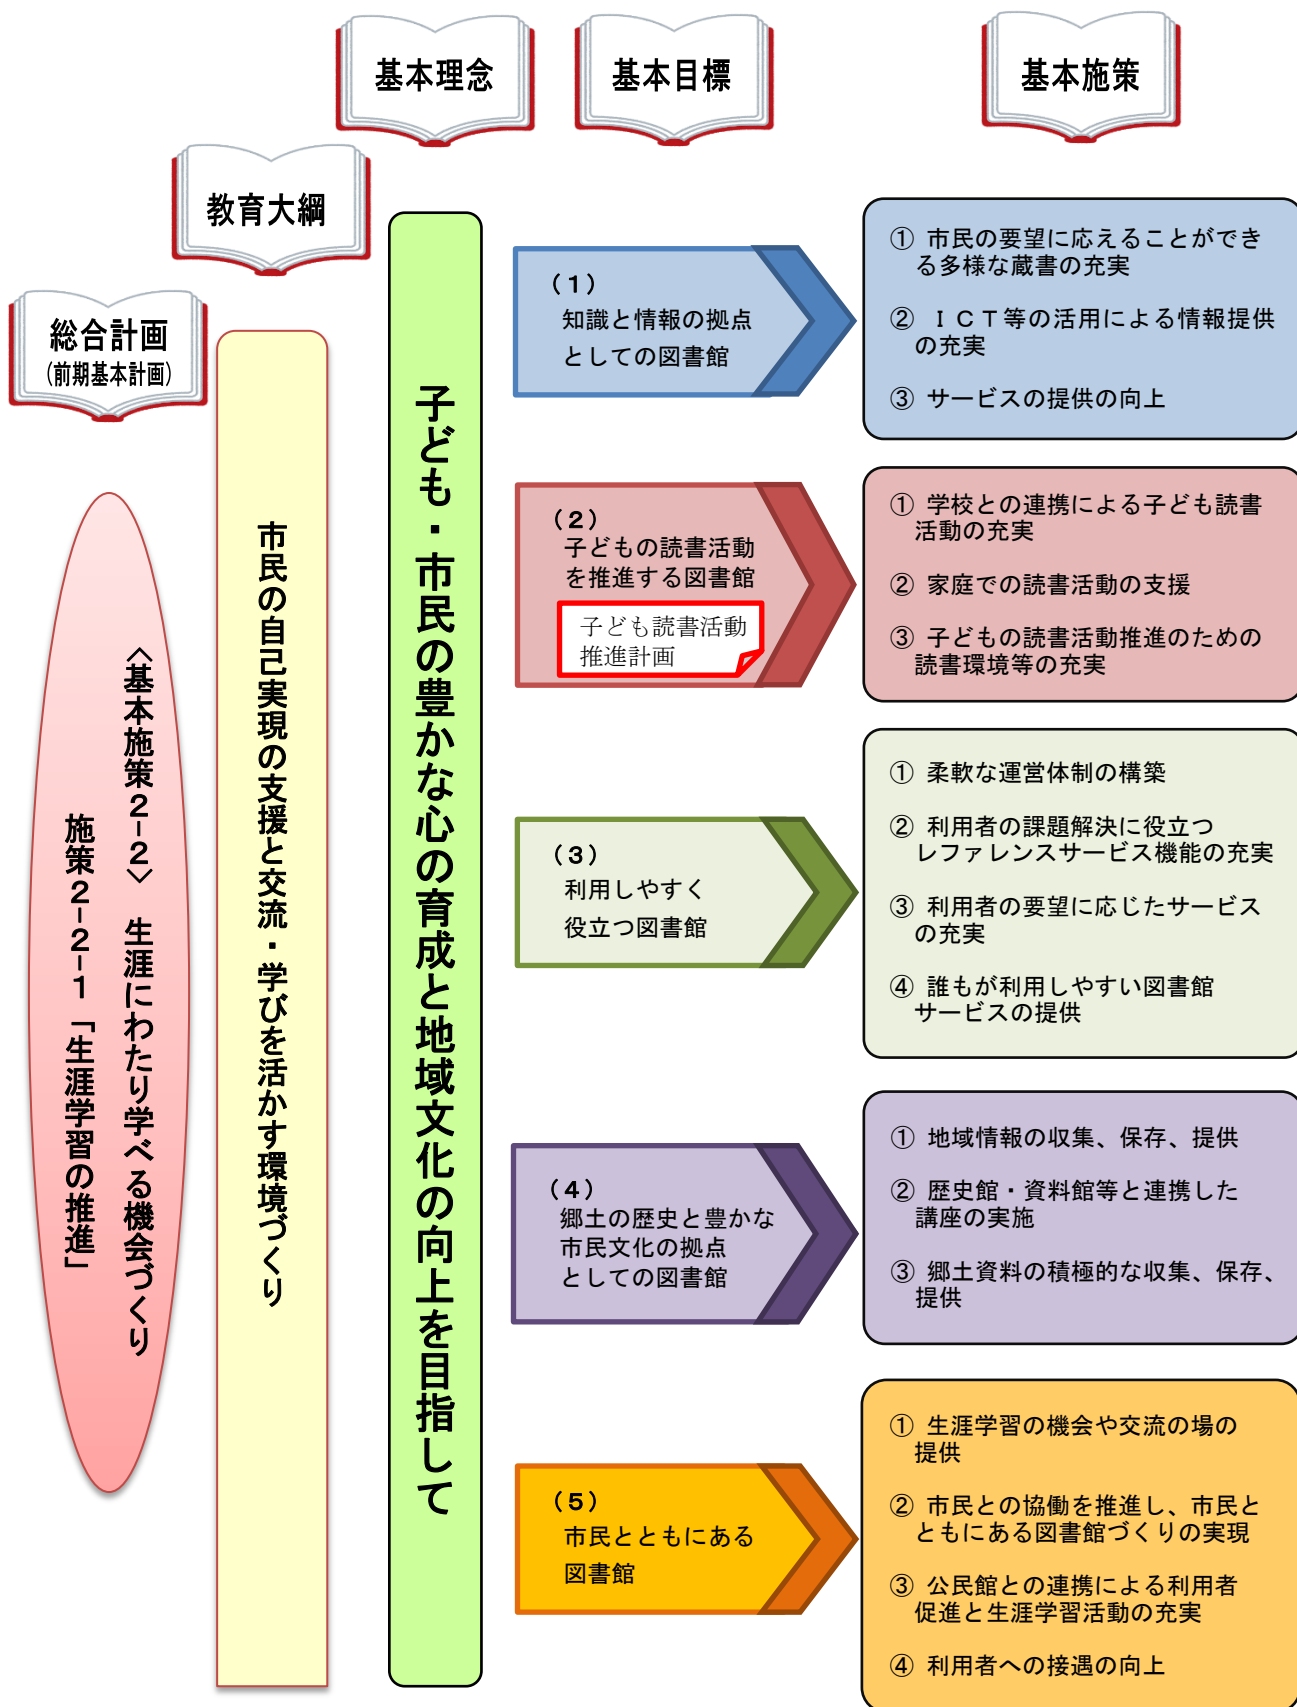 基本理念
基本目標
基本施策
教育大綱
総合計画
(前期基本計画)
〈基本施策2-2〉 生涯にわたり学べる機会づくり
施策2-2-1「生涯学習の推進」
市民の自己実現の支援と交流・学びを活かす環境づくり
子ども・市民の豊かな心の育成と地域文化の向上を目指して
(1)
知識と情報の拠点
としての図書館
① 市民の要望に応えることができ
る多様な蔵書の充実
② ICT等の活用による情報提供
の充実
③ サービスの提供の向上
(2)
子どもの読書活動
を推進する図書館
子ども読書活動
推進計画
① 学校との連携による子ども読書
活動の充実
② 家庭での読書活動の支援
③ 子どもの読書活動推進のための
読書環境等の充実
(3)
利用しやすく
役立つ図書館
① 柔軟な運営体制の構築
② 利用者の課題解決に役立つ
レファレンスサービス機能の充実
③ 利用者の要望に応じたサービス
の充実
④ 誰もが利用しやすい図書館
サービスの提供
(4)
郷土の歴史と豊かな
市民文化の拠点
としての図書館
① 地域情報の収集、保存、提供
② 歴史館・資料館等と連携した
講座の実施
③ 郷土資料の積極的な収集、保存、
提供
(5)
市民とともにある
図書館
① 生涯学習の機会や交流の場の
提供
② 市民との協働を推進し、市民と
ともにある図書館づくりの実現
③ 公民館との連携による利用者
促進と生涯学習活動の充実
④ 利用者への接遇の向上